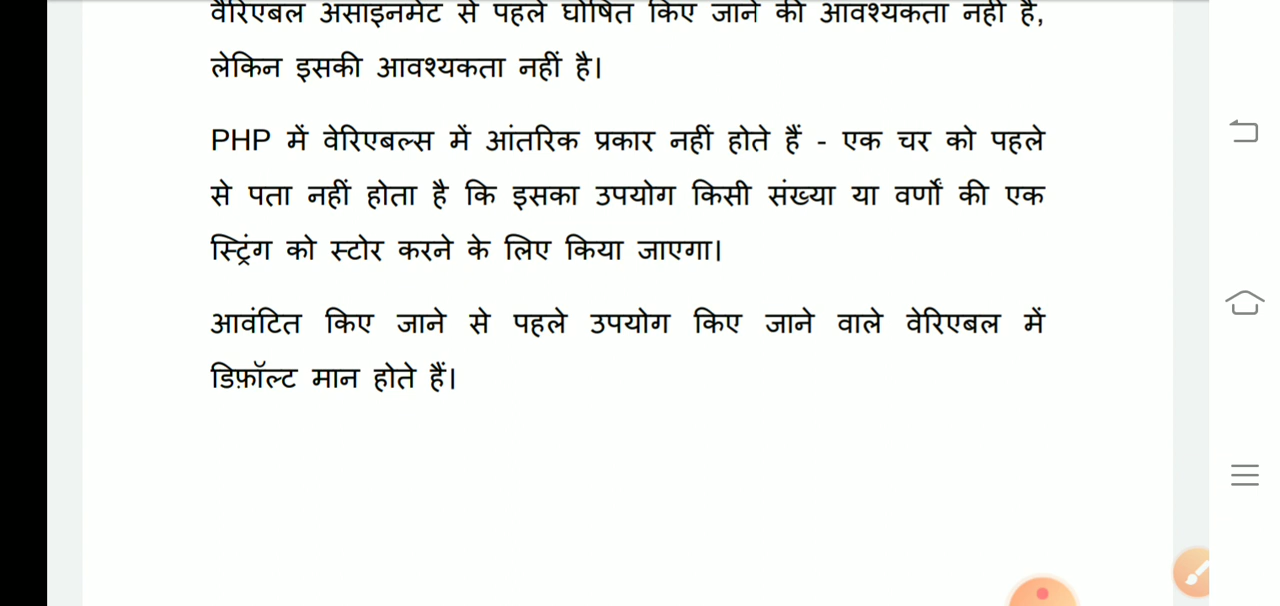 वैरिएबल असाइनमेंट से पहले घोषित किए जाने की आवश्यकता नहीं है,
लेकिन इसकी आवश्यकता नहीं है।
PHP में वेरिएबल्स में आंतरिक प्रकार नहीं होते हैं - एक चर को पहले
से पता नहीं होता है कि इसका उपयोग किसी संख्या या वर्णों की एक
स्ट्रिंग को स्टोर करने के लिए किया जाएगा।
आवंटित किए जाने से पहले उपयोग किए जाने वाले वेरिएबल में
डिफ़ॉल्ट मान होते हैं।